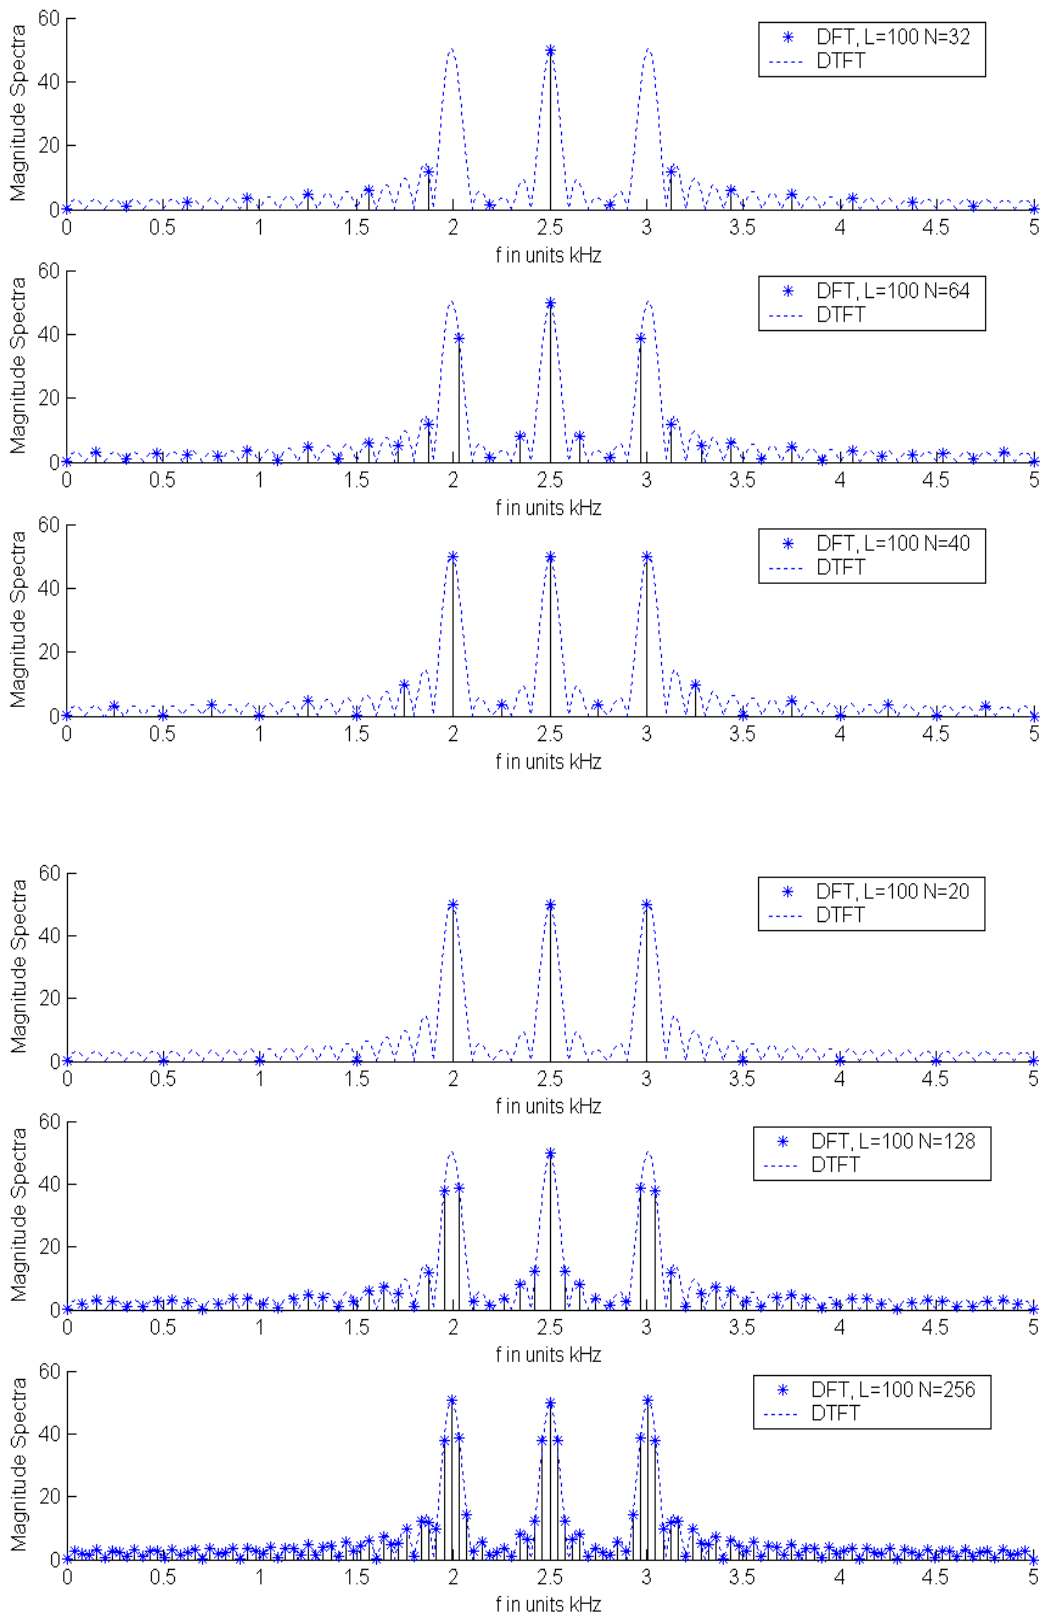 60
40
20
0
Magnitude Spectra
DFT, L=100 N=32
DTFT
0 0.5 1 1.5 2 2.5 3 3.5 4 4.5 5
f in units kHz
60
40
20
0
Magnitude Spectra
DFT, L=100 N=64
DTFT
0 0.5 1 1.5 2 2.5 3 3.5 4 4.5 5
f in units kHz
60
40
20
0
Magnitude Spectra
DFT, L=100 N=40
DTFT
0 0.5 1 1.5 2 2.5 3 3.5 4 4.5 5
f in units kHz
60
40
20
0
Magnitude Spectra
DFT, L=100 N=20
DTFT
0 0.5 1 1.5 2 2.5 3 3.5 4 4.5 5
f in units kHz
60
40
20
0
Magnitude Spectra
DFT, L=100 N=128
DTFT
0 0.5 1 1.5 2 2.5 3 3.5 4 4.5 5
f in units kHz
60
40
20
0
Magnitude Spectra
DFT, L=100 N=256
DTFT
0 0.5 1 1.5 2 2.5 3 3.5 4 4.5 5
f in units kHz